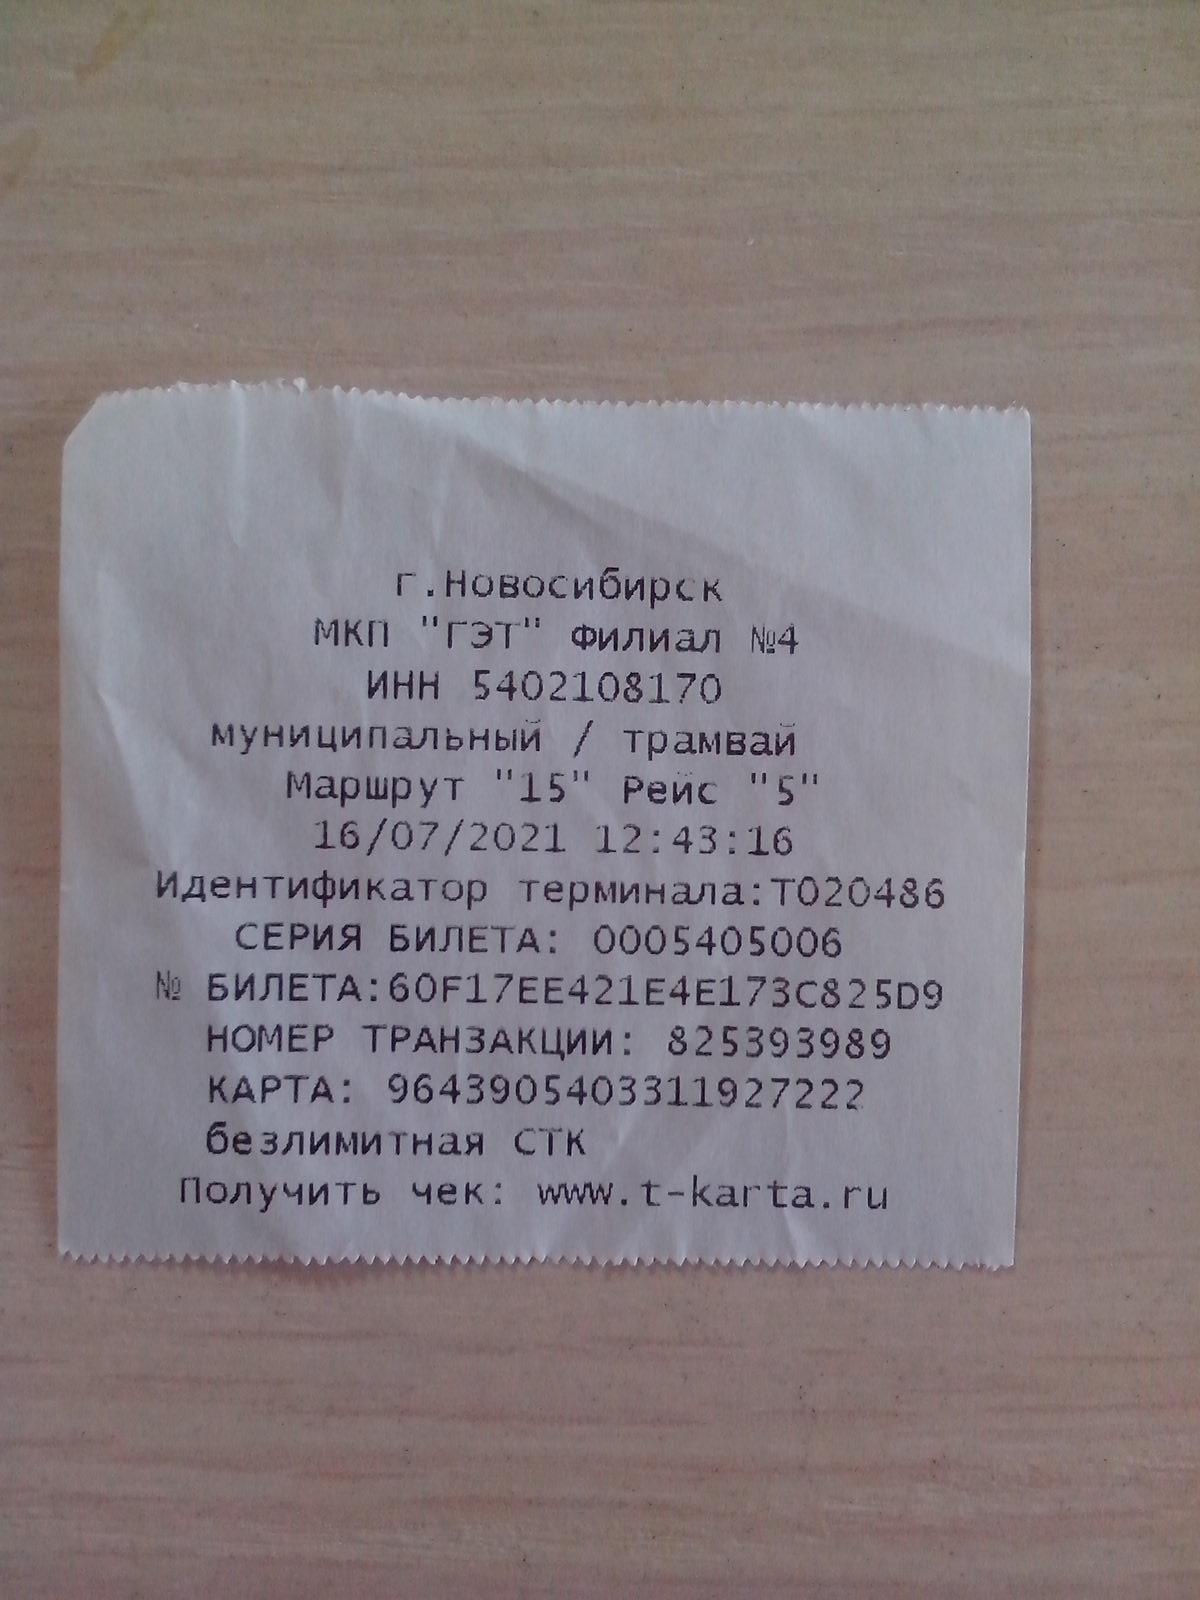 г.Новосибирск
МКП "ГЭТ" Филиал №4
ИНН 5402108170
муниципальный / трамвай
Маршрут "15" Рейс "5"
16/07/2021 12:43:16
Идентификатор терминала:T020486
СЕРИЯ БИЛЕТА: 0005405006
№ БИЛЕТА:60F17EE421E4E173C825D9
НОМЕР ТРАНЗАКЦИИ: 825393989
КАРТА: 9643905403311927222
безлимитная СТК
Получить чек: www.t-karta.ru